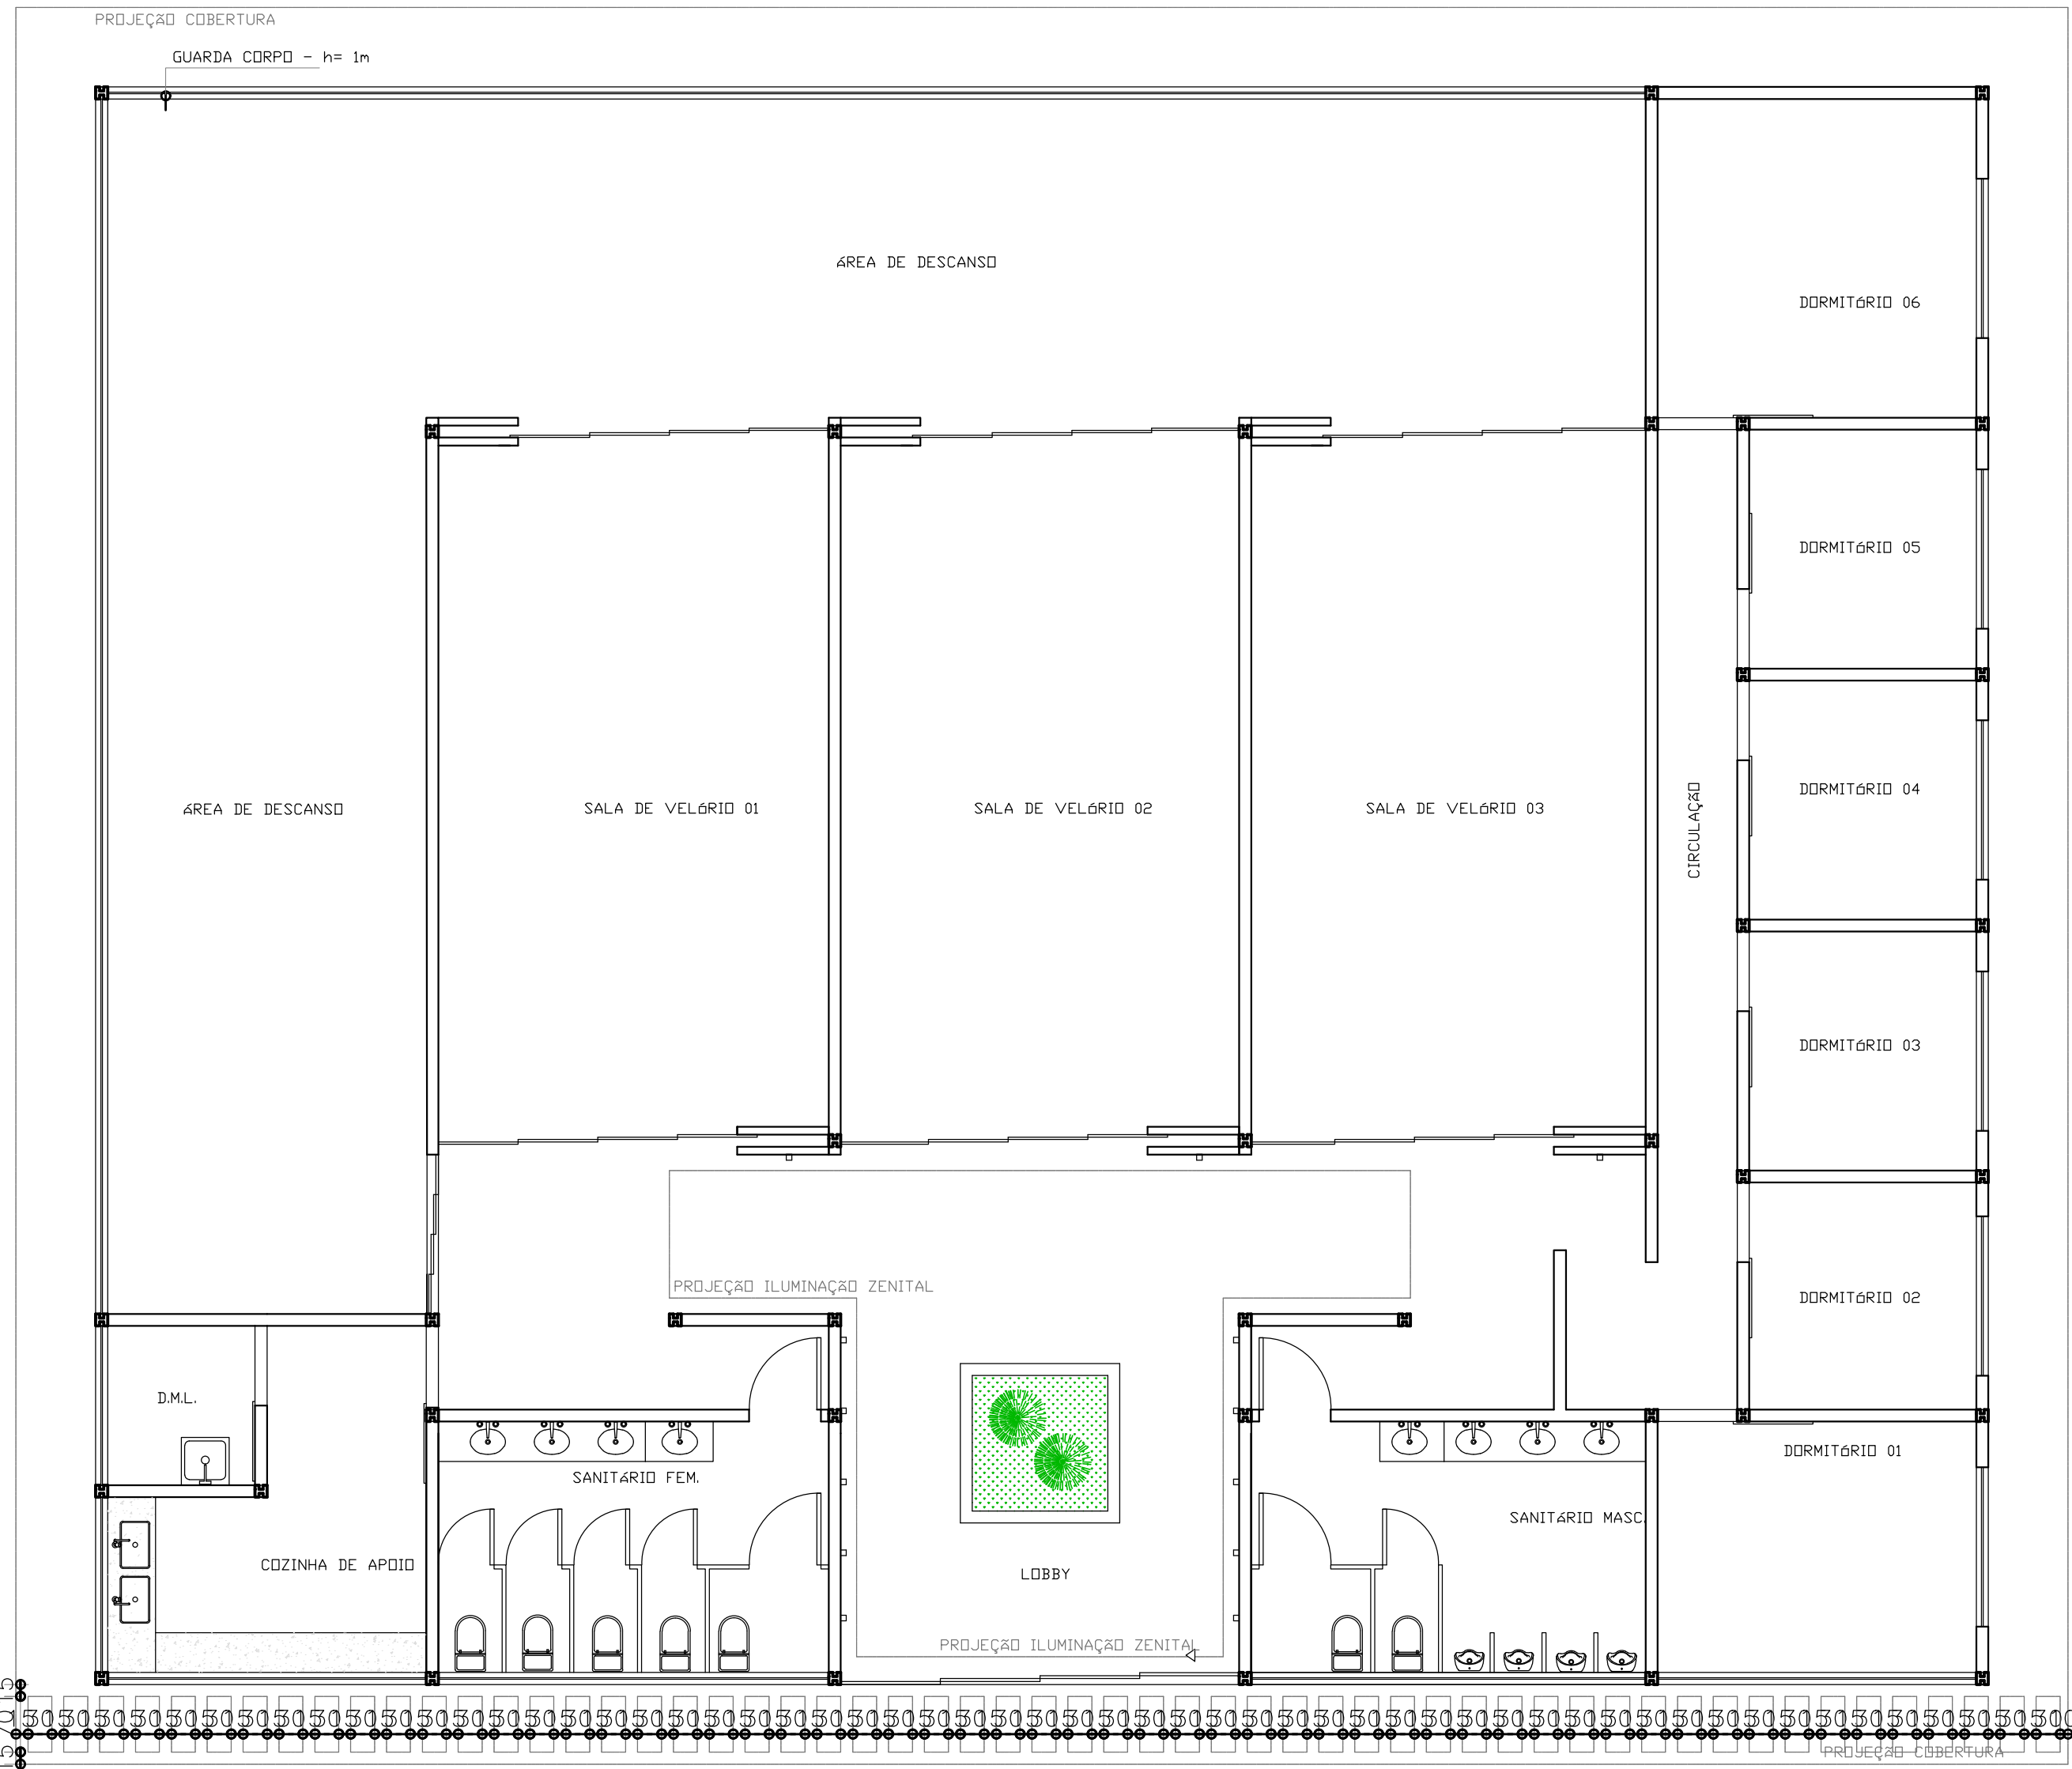 PROJEÇÃO COBERTURA
GUARDA CORPO - h= 1m
ÁREA DE DESCANSO
DORMITÓRIO 06
DORMITÓRIO 05
DORMITÓRIO 04
ÁREA DE DESCANSO
SALA DE VELÓRIO 01
SALA DE VELÓRIO 02
SALA DE VELÓRIO 03
CIRCULAÇÃO
DORMITÓRIO 03
PROJEÇÃO ILUMINAÇÃO ZENITAL
DORMITÓRIO 02
D.M.L.
DORMITÓRIO 01
SANITÁRIO FEM.
SANITÁRIO MASC.
COZINHA DE APOIO
LOBBY
PROJEÇÃO ILUMINAÇÃO ZENITAL
PROJEÇÃO COBERTURA